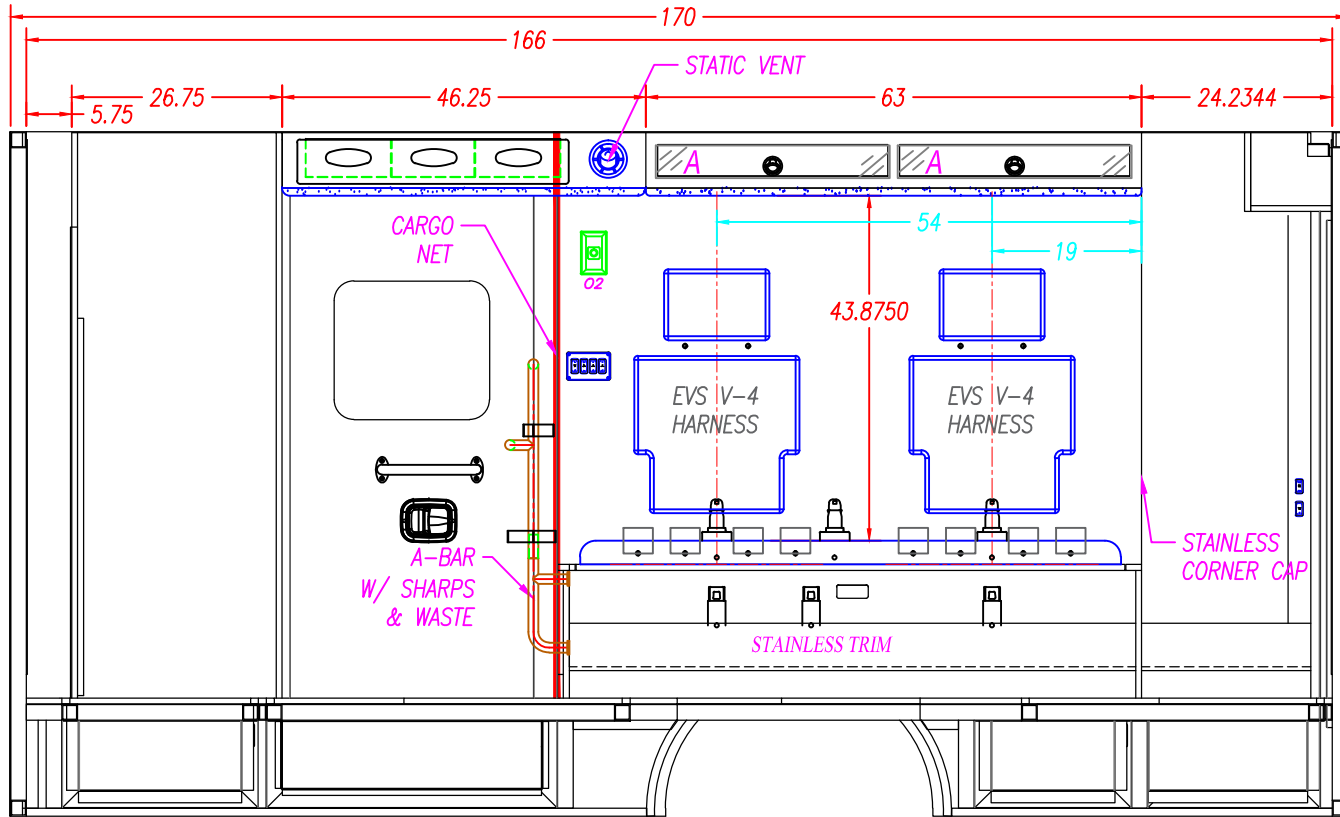 170
166
STATIC VENT
26.75
46.25
63
24.2344
5.75
A
A
CARGO
NET
54
19
O2
43.8750
EVS V-4
HARNESS
EVS V-4
HARNESS
A-BAR
W/ SHARPS
& WASTE
STAINLESS
CORNER CAP
STAINLESS TRIM